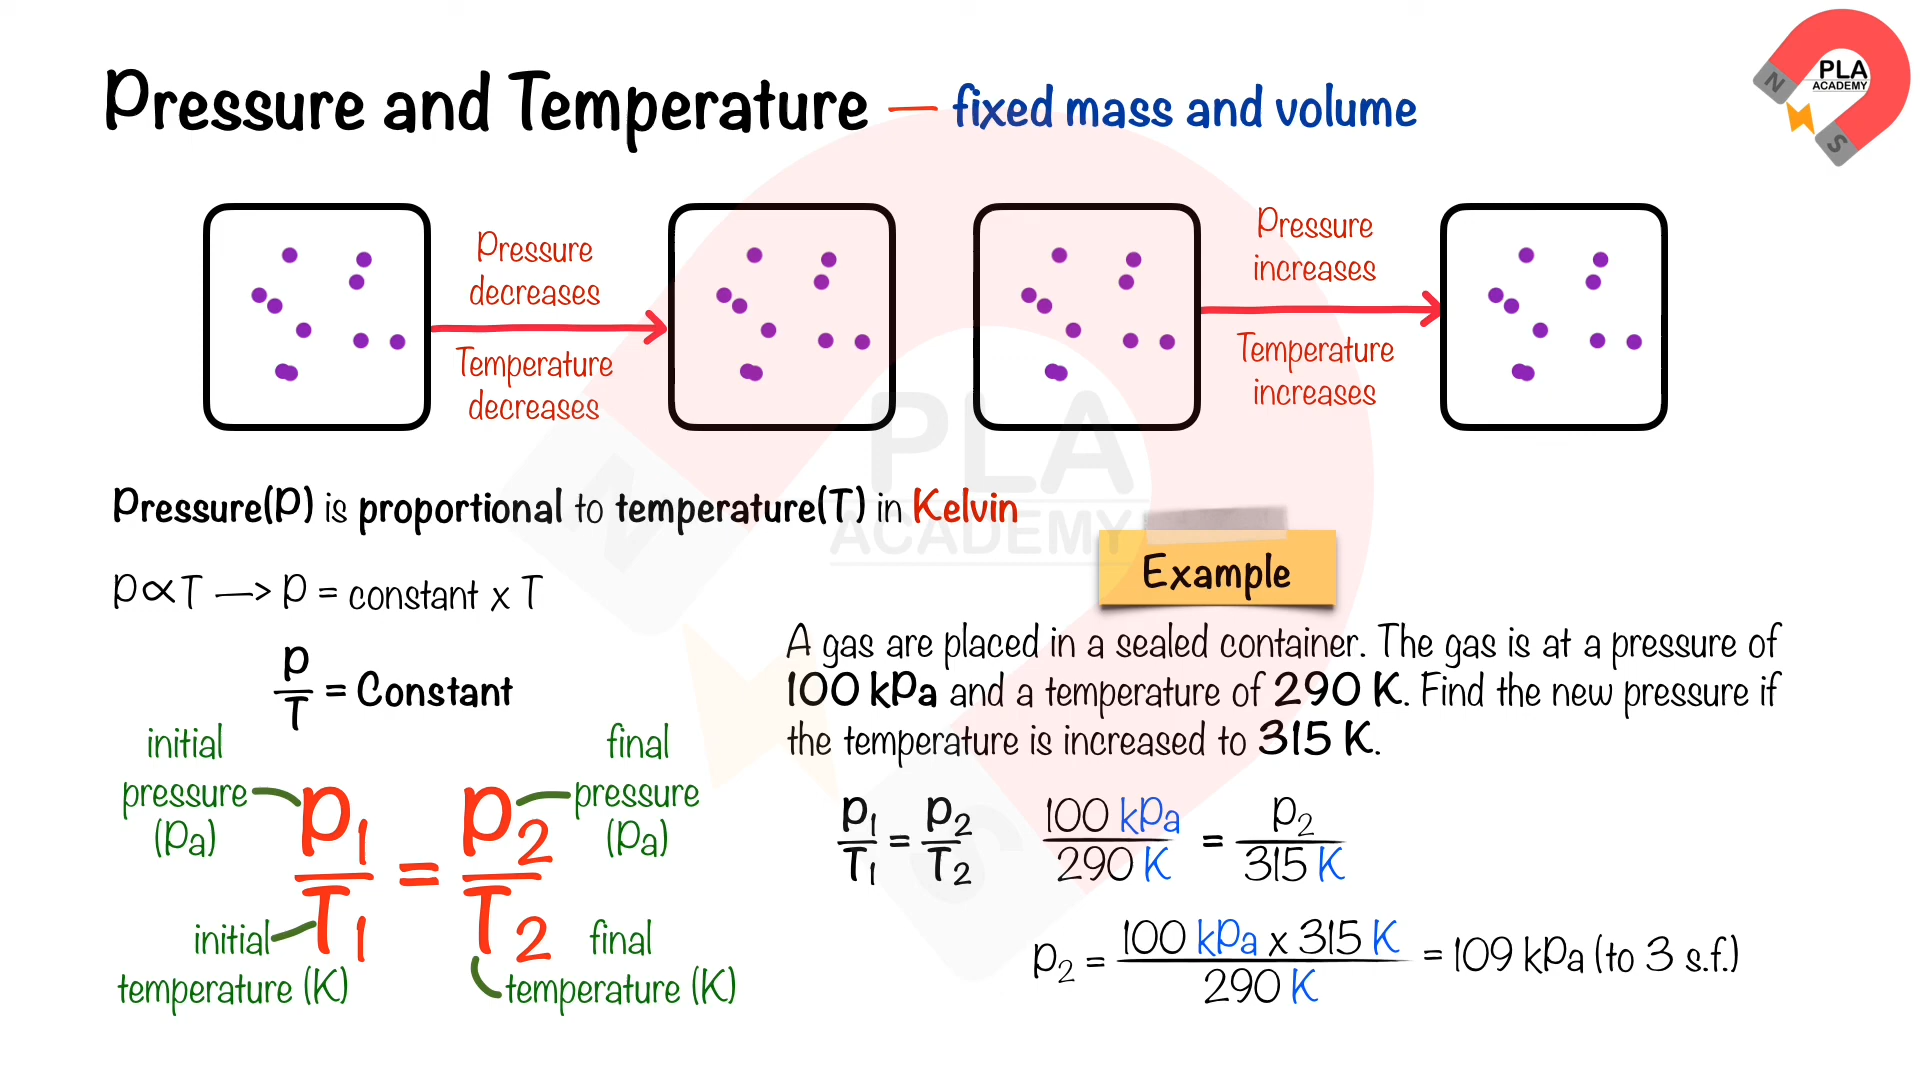 Pressure and Temperature — fixed mass and volume
PLA
ACADEMY
N
S
Pressure
decreases
Temperature
decreases
Pressure
increases
Temperature
increases
PLA
ACADEMY
N
S
Pressure(P) is proportional to temperature(T) in Kelvin
P∝T —> P = constant x T
p/T = Constant
initial
pressure
(Pa)
final
pressure
(Pa)
p₁/T₁ = p₂/T₂
initial
temperature (K)
final
temperature (K)
Example
A gas are placed in a sealed container. The gas is at a pressure of
100 kPa and a temperature of 290 K. Find the new pressure if
the temperature is increased to 315 K.
p₁/T₁ = p₂/T₂ 100 kPa/290 K = p₂/315 K
p₂ = 100 kPa x 315 K/290 K = 109 kPa (to 3 s.f.)